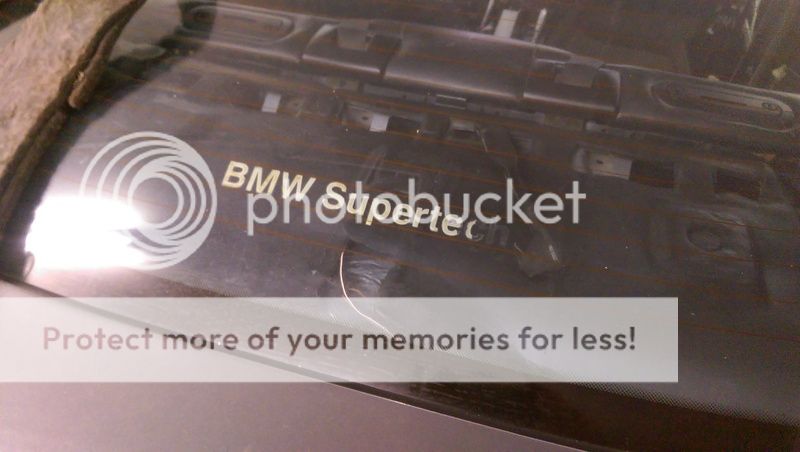 BMW Supertech
photobucket
Protect more of your memories for less!